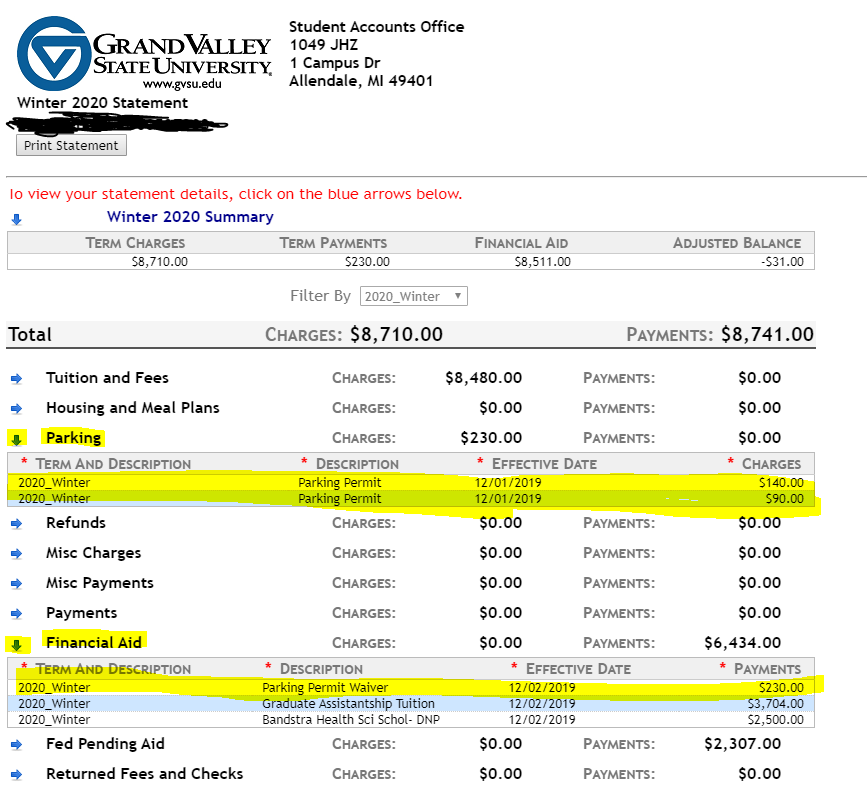 GRAND VALLEY
STATE UNIVERSITY.
www.gvsu.edu
Student Accounts Office
1049 JHZ
1 Campus Dr
Allendale, MI 49401
Winter 2020 Statement
Print Statement
To view your statement details, click on the blue arrows below.
Winter 2020 Summary
TERM CHARGES TERM PAYMENTS FINANCIAL AID ADJUSTED BALANCE
$8,710.00 $230.00 $8,511.00 -$31.00
Filter By 2020_Winter
Total CHARGES: $8,710.00 PAYMENTS: $8,741.00
Tuition and Fees CHARGES: $8,480.00 PAYMENTS: $0.00
Housing and Meal Plans CHARGES: $0.00 PAYMENTS: $0.00
Parking CHARGES: $230.00 PAYMENTS: $0.00
* TERM AND DESCRIPTION * DESCRIPTION * EFFECTIVE DATE * CHARGES
2020_Winter Parking Permit 12/01/2019 $140.00
2020_Winter Parking Permit 12/01/2019 $90.00
Refunds CHARGES: $0.00 PAYMENTS: $0.00
Misc Charges CHARGES: $0.00 PAYMENTS: $0.00
Misc Payments CHARGES: $0.00 PAYMENTS: $0.00
Payments CHARGES: $0.00 PAYMENTS: $0.00
Financial Aid CHARGES: $0.00 PAYMENTS: $6,434.00
* TERM AND DESCRIPTION * DESCRIPTION * EFFECTIVE DATE * PAYMENTS
2020_Winter Parking Permit Waiver 12/02/2019 $230.00
2020_Winter Graduate Assistantship Tuition 12/02/2019 $3,704.00
2020_Winter Bandstra Health Sci Schol- DNP 12/02/2019 $2,500.00
Fed Pending Aid CHARGES: $0.00 PAYMENTS: $2,307.00
Returned Fees and Checks CHARGES: $0.00 PAYMENTS: $0.00